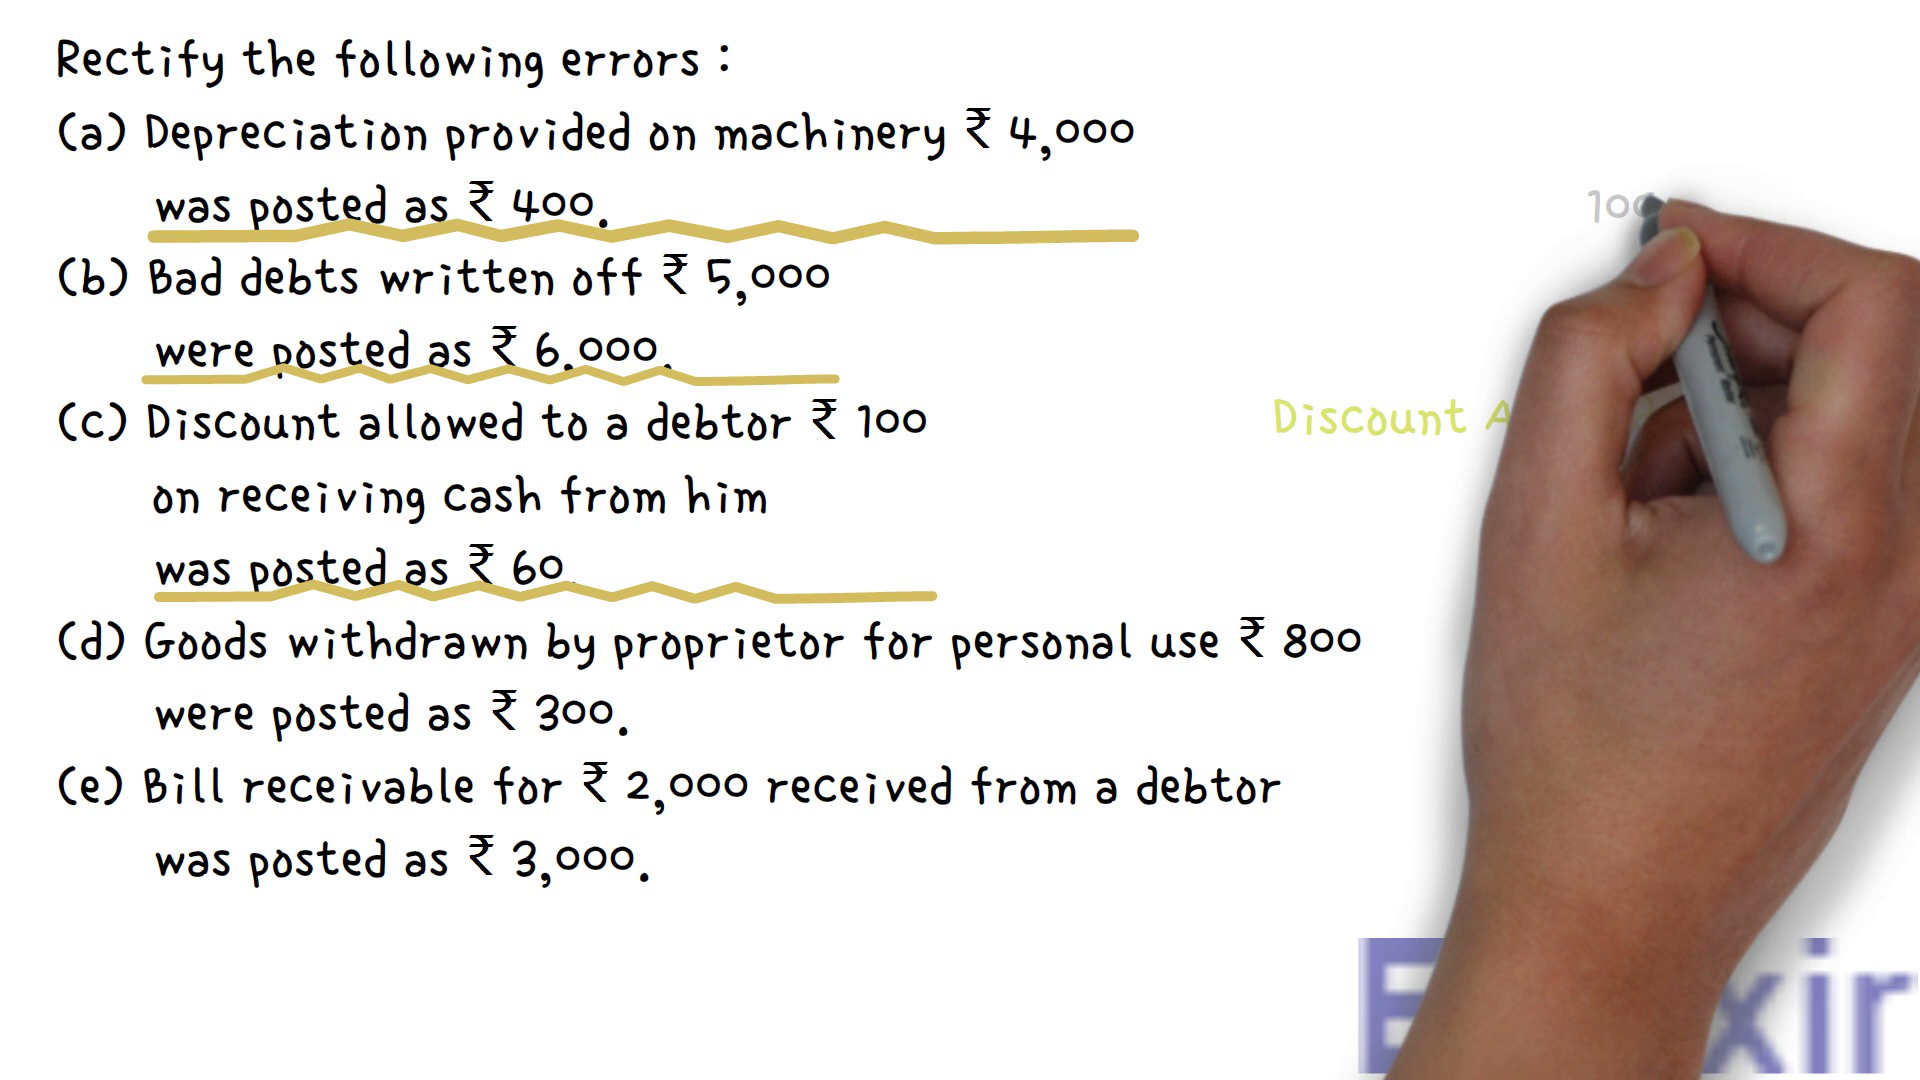 Rectify the following errors :
(a) Depreciation provided on machinery ₹ 4,000
was posted as ₹ 400.
(b) Bad debts written off ₹ 5,000
were posted as ₹ 6,000.
(c) Discount allowed to a debtor ₹ 100
on receiving cash from him
was posted as ₹ 60.
(d) Goods withdrawn by proprietor for personal use ₹ 800
were posted as ₹ 300.
(e) Bill receivable for ₹ 2,000 received from a debtor
was posted as ₹ 3,000.
Discount